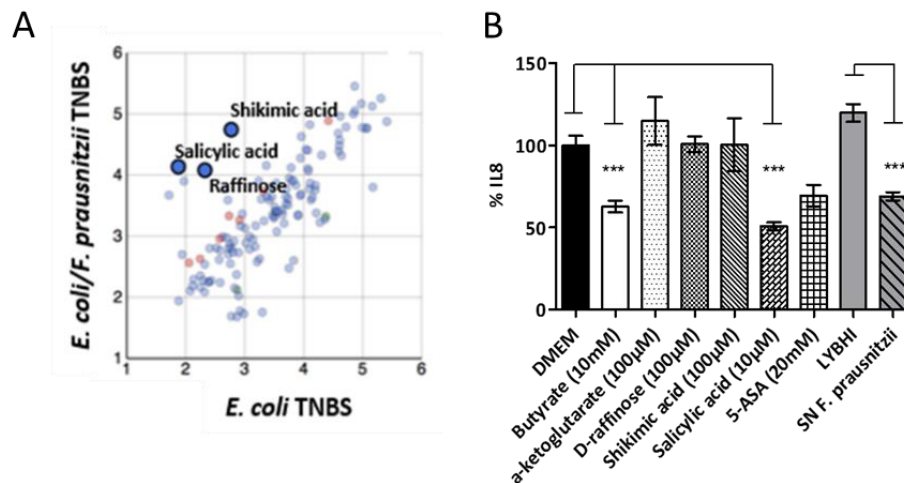 A
E. coli/F. prausnitzii TNBS
6
5
4
3
2
1
Shikimic acid
Salicylic acid
Raffinose
1 2 3 4 5 6
E. coli TNBS
B
% IL8
150
100
50
0
***
***
***
DMEM
Butyrate (10mM)
a-ketoglutarate (100µM)
D-raffinose (100µM)
Shikimic acid (100µM)
Salicylic acid (10µM)
5-ASA (20mM)
LYBHI
SN F. prausnitzii